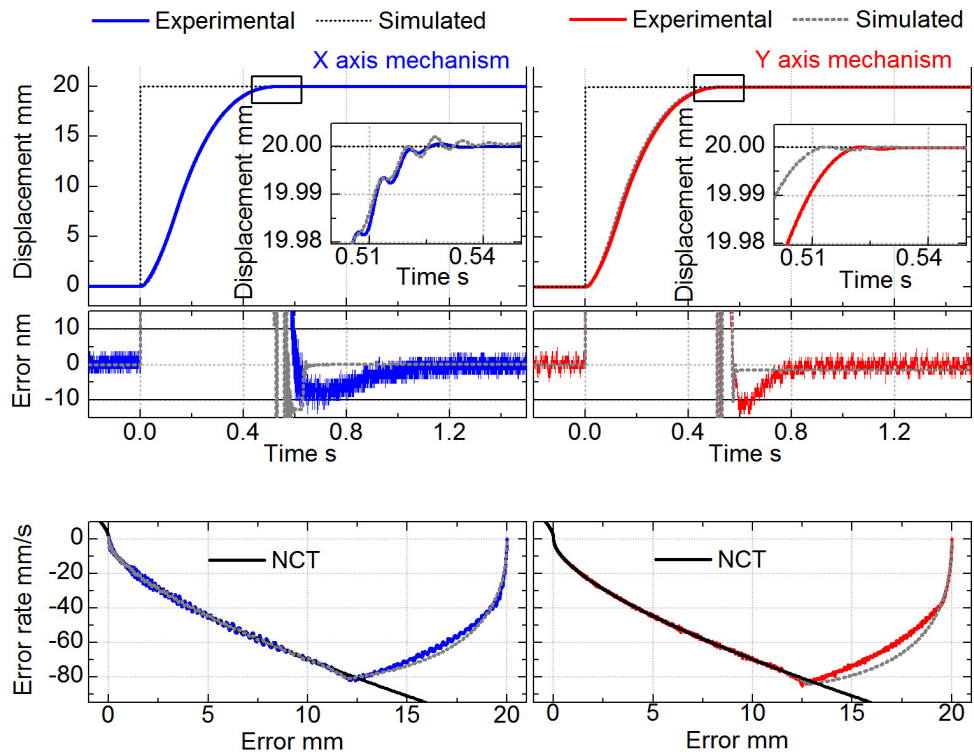 Experimental Simulated
Experimental Simulated
X axis mechanism
Y axis mechanism
Displacement mm
20
15
10
5
0
Displacement mm
20.00
19.99
19.98
0.51 0.54
Time s
Displacement mm
20.00
19.99
19.98
0.51 0.54
Time s
Error nm
10
0
-10
0.0 0.4 0.8 1.2
Time s
0.0 0.4 0.8 1.2
Time s
Error rate mm/s
0
-20
-40
-60
-80
NCT
NCT
0 5 10 15 20
Error mm
0 5 10 15 20
Error mm